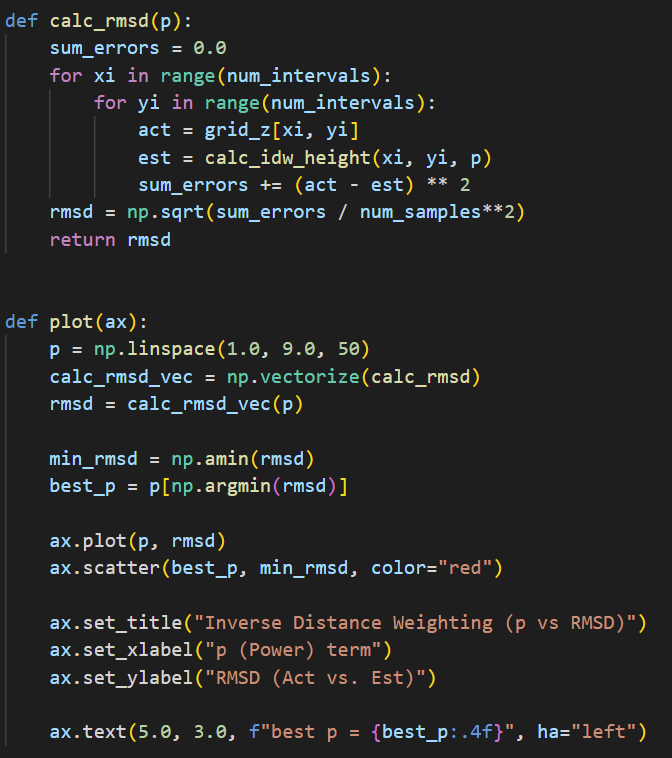 def calc_rmsd(p):
    sum_errors = 0.0
    for xi in range(num_intervals):
        for yi in range(num_intervals):
            act = grid_z[xi, yi]
            est = calc_idw_height(xi, yi, p)
            sum_errors += (act - est) ** 2
    rmsd = np.sqrt(sum_errors / num_samples**2)
    return rmsd


def plot(ax):
    p = np.linspace(1.0, 9.0, 50)
    calc_rmsd_vec = np.vectorize(calc_rmsd)
    rmsd = calc_rmsd_vec(p)

    min_rmsd = np.amin(rmsd)
    best_p = p[np.argmin(rmsd)]

    ax.plot(p, rmsd)
    ax.scatter(best_p, min_rmsd, color="red")

    ax.set_title("Inverse Distance Weighting (p vs RMSD)")
    ax.set_xlabel("p (Power) term")
    ax.set_ylabel("RMSD (Act vs. Est)")

    ax.text(5.0, 3.0, f"best p = {best_p:.4f}", ha="left")